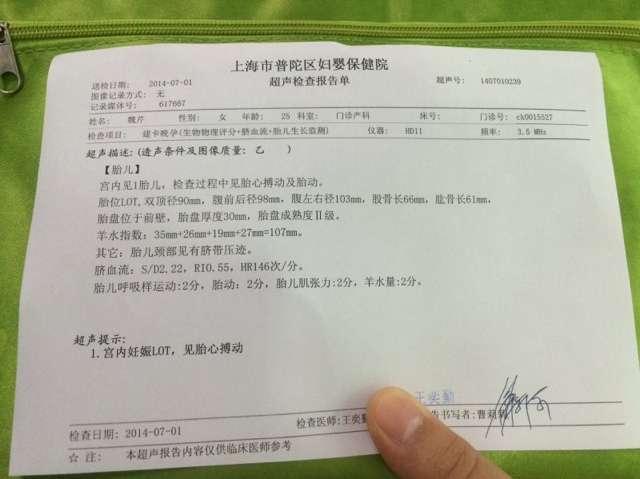 上海市普陀区妇婴保健院
超声检查报告单
送检日期: 2014-07-01 超声号: 1407010239
图像记录方式: 无
记录媒体号: 617667
姓名: 魏芹 性别: 女 年龄: 25 科室: 门诊产科 床号: 门诊号: ck0015527
检查项目: 建卡晚孕(生物物理评分+脐血流+胎儿生长监测) 仪器: HD11 频率: 3.5 MHz
超声描述: (透声条件及图像质量: 乙 )
【胎儿】
宫内见1胎儿, 检查过程中见胎心搏动及胎动。
胎位LOT, 双顶径90mm, 腹前后径98mm, 腹左右径103mm, 股骨长66mm, 肱骨长61mm,
胎盘位于前壁, 胎盘厚度30mm, 胎盘成熟度Ⅱ级。
羊水指数: 35mm+26mm+19mm+27mm=107mm。
其它: 胎儿颈部见有脐带压迹。
脐血流: S/D2.22, RI0.55, HR146次/分。
胎儿呼吸样运动:2分, 胎动: 2分, 胎儿肌张力:2分, 羊水量:2分。
超声提示:
1.宫内妊娠LOT, 见胎心搏动
王奕勤
检查医师:王奕勤 告书写者:曹莉莉
检查日期: 2014-07-01
☆ 注: 本超声报告内容仅供临床医师参考